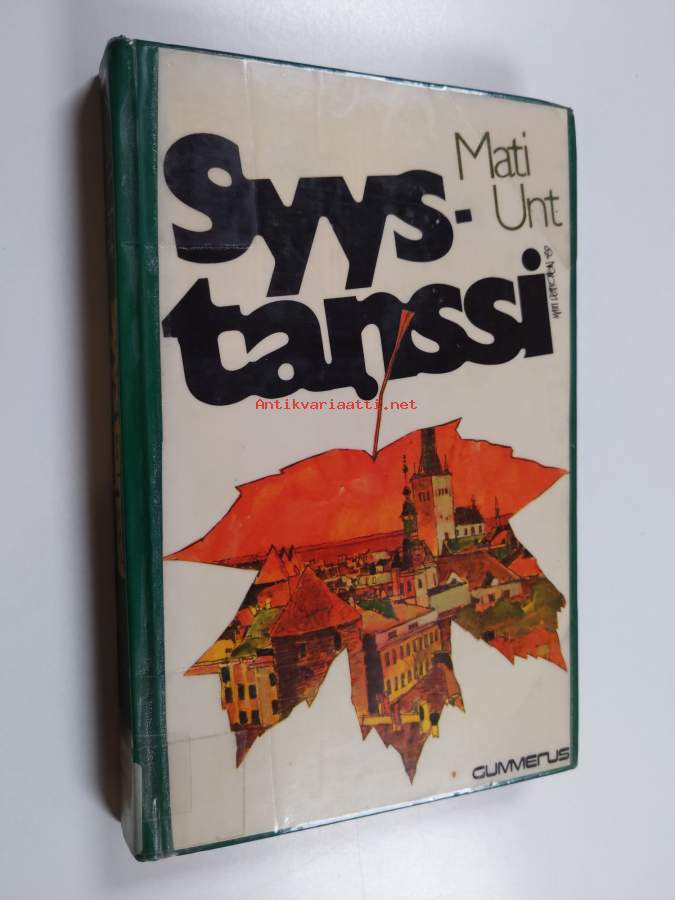 Mati
Unt
Syys-
tanssi
Antikvariaatti.net
GUMMERUS